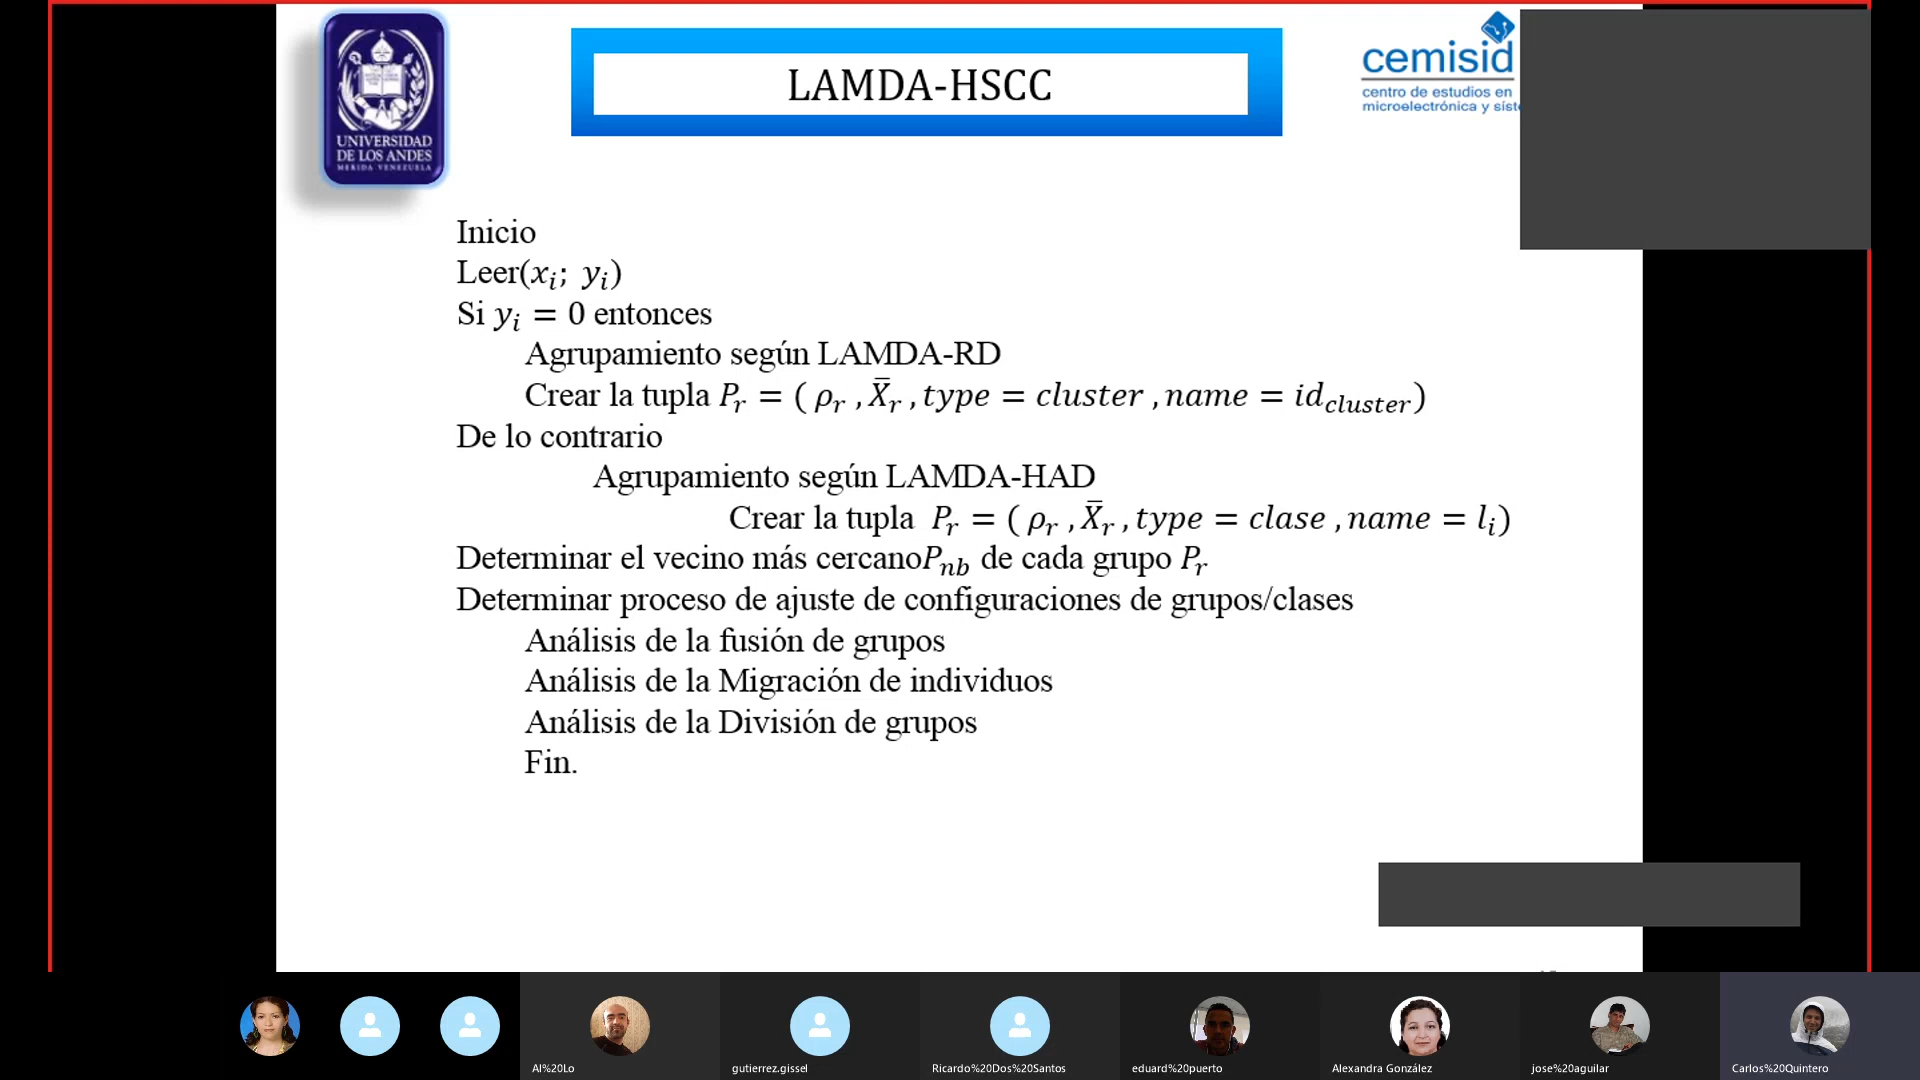 UNIVERSIDAD
DE LOS ANDES
MERIDA VENEZUELA
LAMDA-HSCC
cemisid
centro de estudios en
microelectrónica y sist
Inicio
Leer(xᵢ; yᵢ)
Si yᵢ = 0 entonces
Agrupamiento según LAMDA-RD
Crear la tupla Pᵣ = ( ρᵣ , X̄ᵣ , type = cluster , name = id_cluster)
De lo contrario
Agrupamiento según LAMDA-HAD
Crear la tupla Pᵣ = ( ρᵣ , X̄ᵣ , type = clase , name = lᵢ)
Determinar el vecino más cercanoP_nb de cada grupo Pᵣ
Determinar proceso de ajuste de configuraciones de grupos/clases
Análisis de la fusión de grupos
Análisis de la Migración de individuos
Análisis de la División de grupos
Fin.
Al%20Lo
gutierrez.gissel
Ricardo%20Dos%20Santos
eduard%20puerto
Alexandra González
jose%20aguilar
Carlos%20Quintero